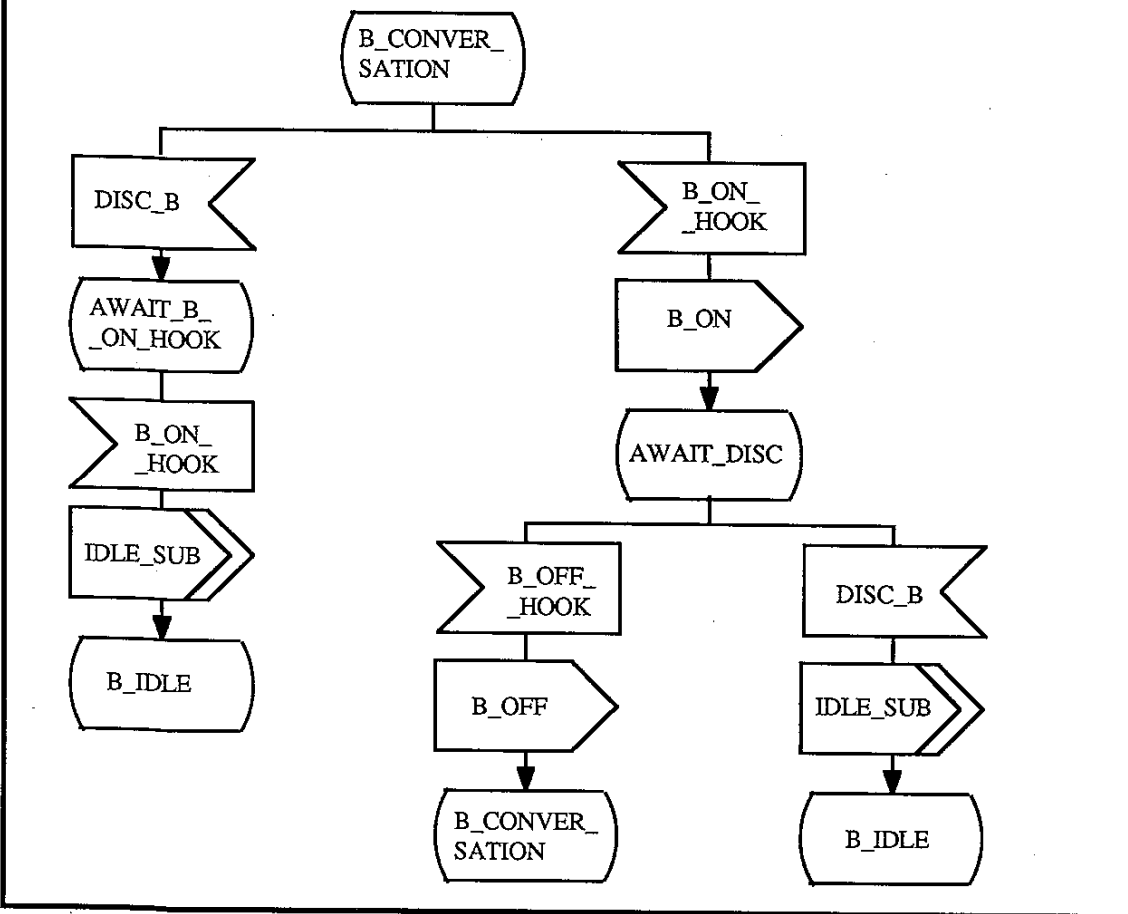 B_CONVER_
SATION
DISC_B
B_ON_
_HOOK
AWAIT_B_
_ON_HOOK
B_ON
B_ON_
_HOOK
AWAIT_DISC
IDLE_SUB
B_OFF_
_HOOK
DISC_B
B_IDLE
B_OFF
IDLE_SUB
B_CONVER_
SATION
B_IDLE